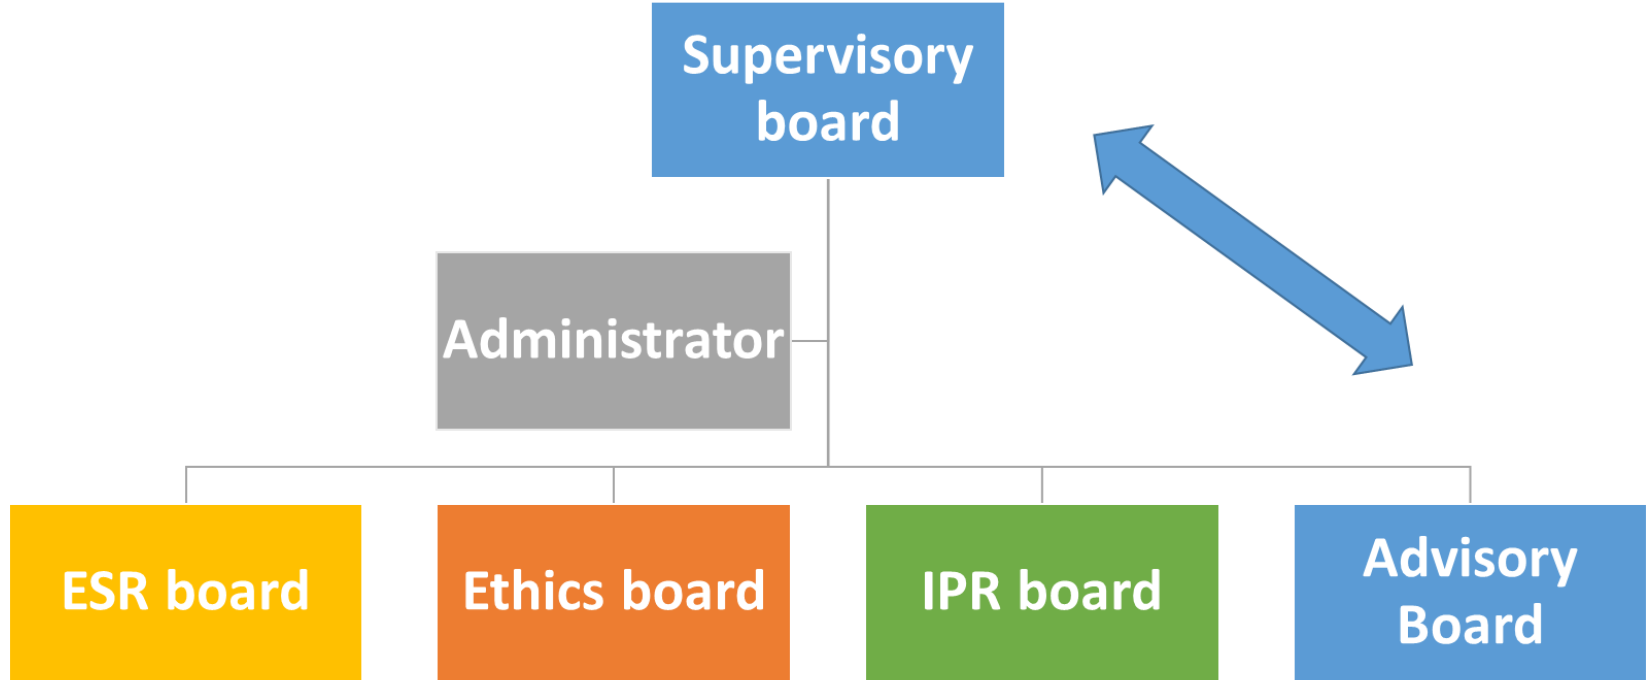 Supervisory
board
Administrator
ESR board
Ethics board
IPR board
Advisory
Board